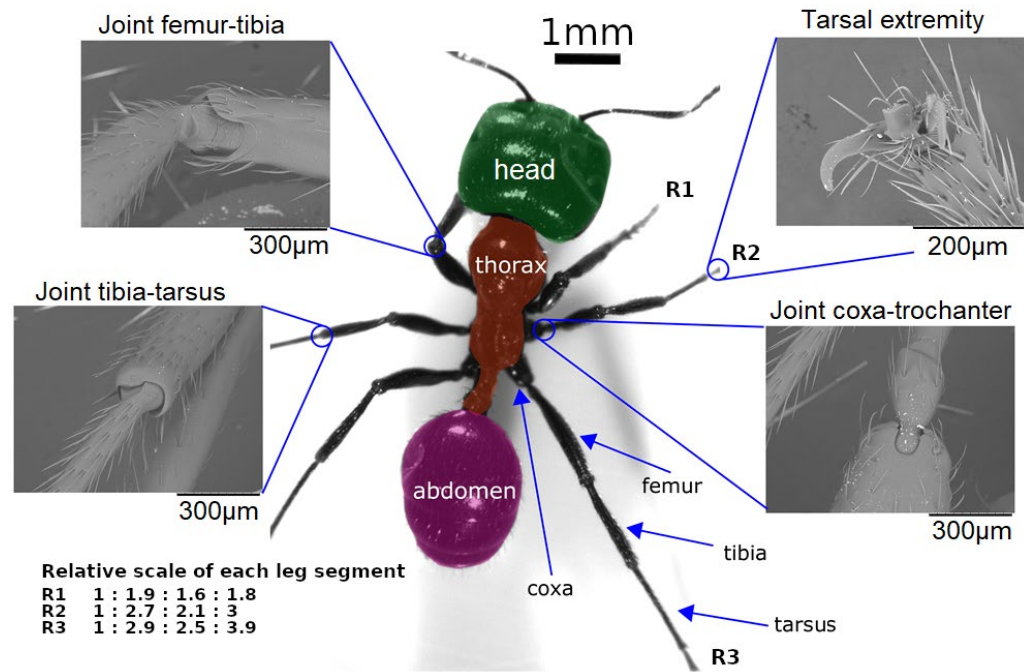 Joint femur-tibia
300µm
1mm
Tarsal extremity
200µm
head
R1
R2
thorax
Joint tibia-tarsus
300µm
Joint coxa-trochanter
300µm
abdomen
femur
tibia
coxa
tarsus
R3
Relative scale of each leg segment
R1 1 : 1.9 : 1.6 : 1.8
R2 1 : 2.7 : 2.1 : 3
R3 1 : 2.9 : 2.5 : 3.9